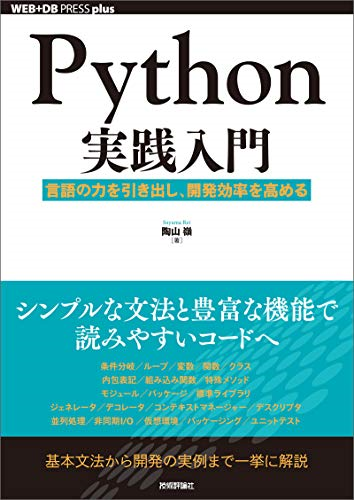 WEB+DB PRESS plus
Python
実践入門
言語の力を引き出し、開発効率を高める
Suyama Rei
陶山 嶺
[著]
シンプルな文法と豊富な機能で
読みやすいコードへ
条件分岐／ループ／変数／関数／クラス
内包表記／組み込み関数／特殊メソッド
モジュール／パッケージ／標準ライブラリ
ジェネレータ／デコレータ／コンテキストマネージャー／デスクリプタ
並列処理／非同期I/O／仮想環境／パッケージング／ユニットテスト
基本文法から開発の実例まで一挙に解説
技術評論社